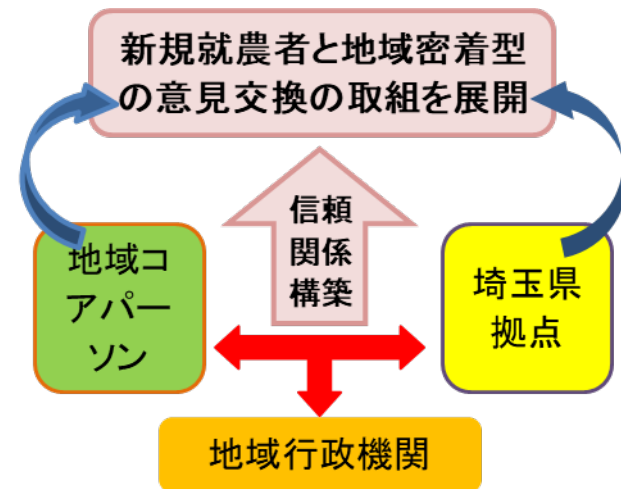 新規就農者と地域密着型
の意見交換の取組を展開
信頼
関係
構築
地域コ
アパー
ソン
埼玉県
拠点
地域行政機関